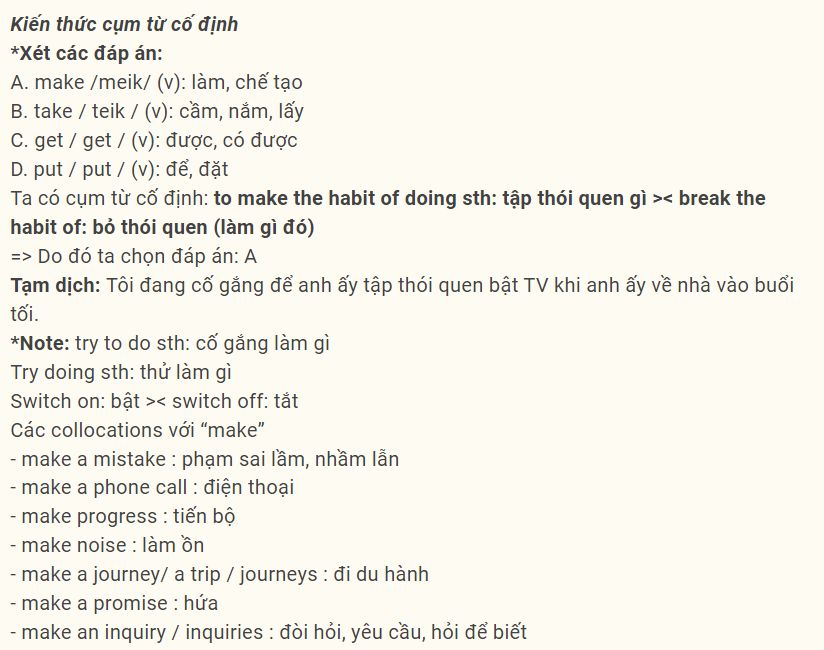 Kiến thức cụm từ cố định
*Xét các đáp án:
A. make /meik/ (v): làm, chế tạo
B. take / teik / (v): cầm, nắm, lấy
C. get / get / (v): được, có được
D. put / put / (v): để, đặt
Ta có cụm từ cố định: to make the habit of doing sth: tập thói quen gì >< break the
habit of: bỏ thói quen (làm gì đó)
=> Do đó ta chọn đáp án: A
Tạm dịch: Tôi đang cố gắng để anh ấy tập thói quen bật TV khi anh ấy về nhà vào buổi
tối.
*Note: try to do sth: cố gắng làm gì
Try doing sth: thử làm gì
Switch on: bật >< switch off: tắt
Các collocations với “make”
- make a mistake : phạm sai lầm, nhầm lẫn
- make a phone call : điện thoại
- make progress : tiến bộ
- make noise : làm ồn
- make a journey/ a trip / journeys : đi du hành
- make a promise : hứa
- make an inquiry / inquiries : đòi hỏi, yêu cầu, hỏi để biết